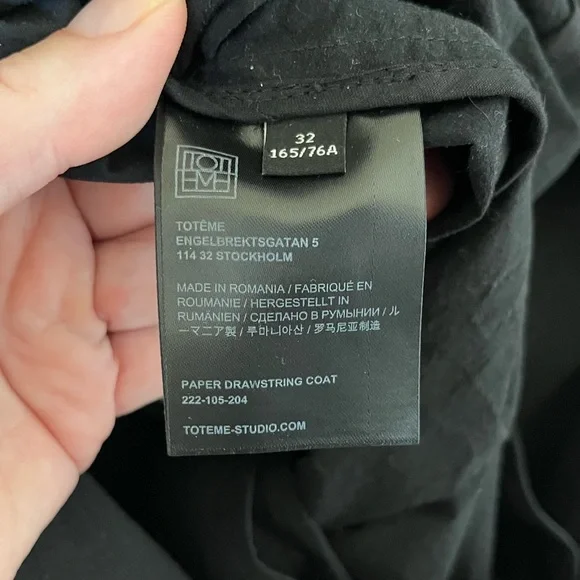 32
165/76A
TOT
EME
TOTÊME
ENGELBREKTSGATAN 5
114 32 STOCKHOLM
MADE IN ROMANIA / FABRIQUÉ EN
ROUMANIE / HERGESTELLT IN
RUMÄNIEN / СДЕЛАНО В РУМЫНИИ / ル
ーマニア製 / 루마니아산 / 罗马尼亚制造
PAPER DRAWSTRING COAT
222-105-204
TOTEME-STUDIO.COM